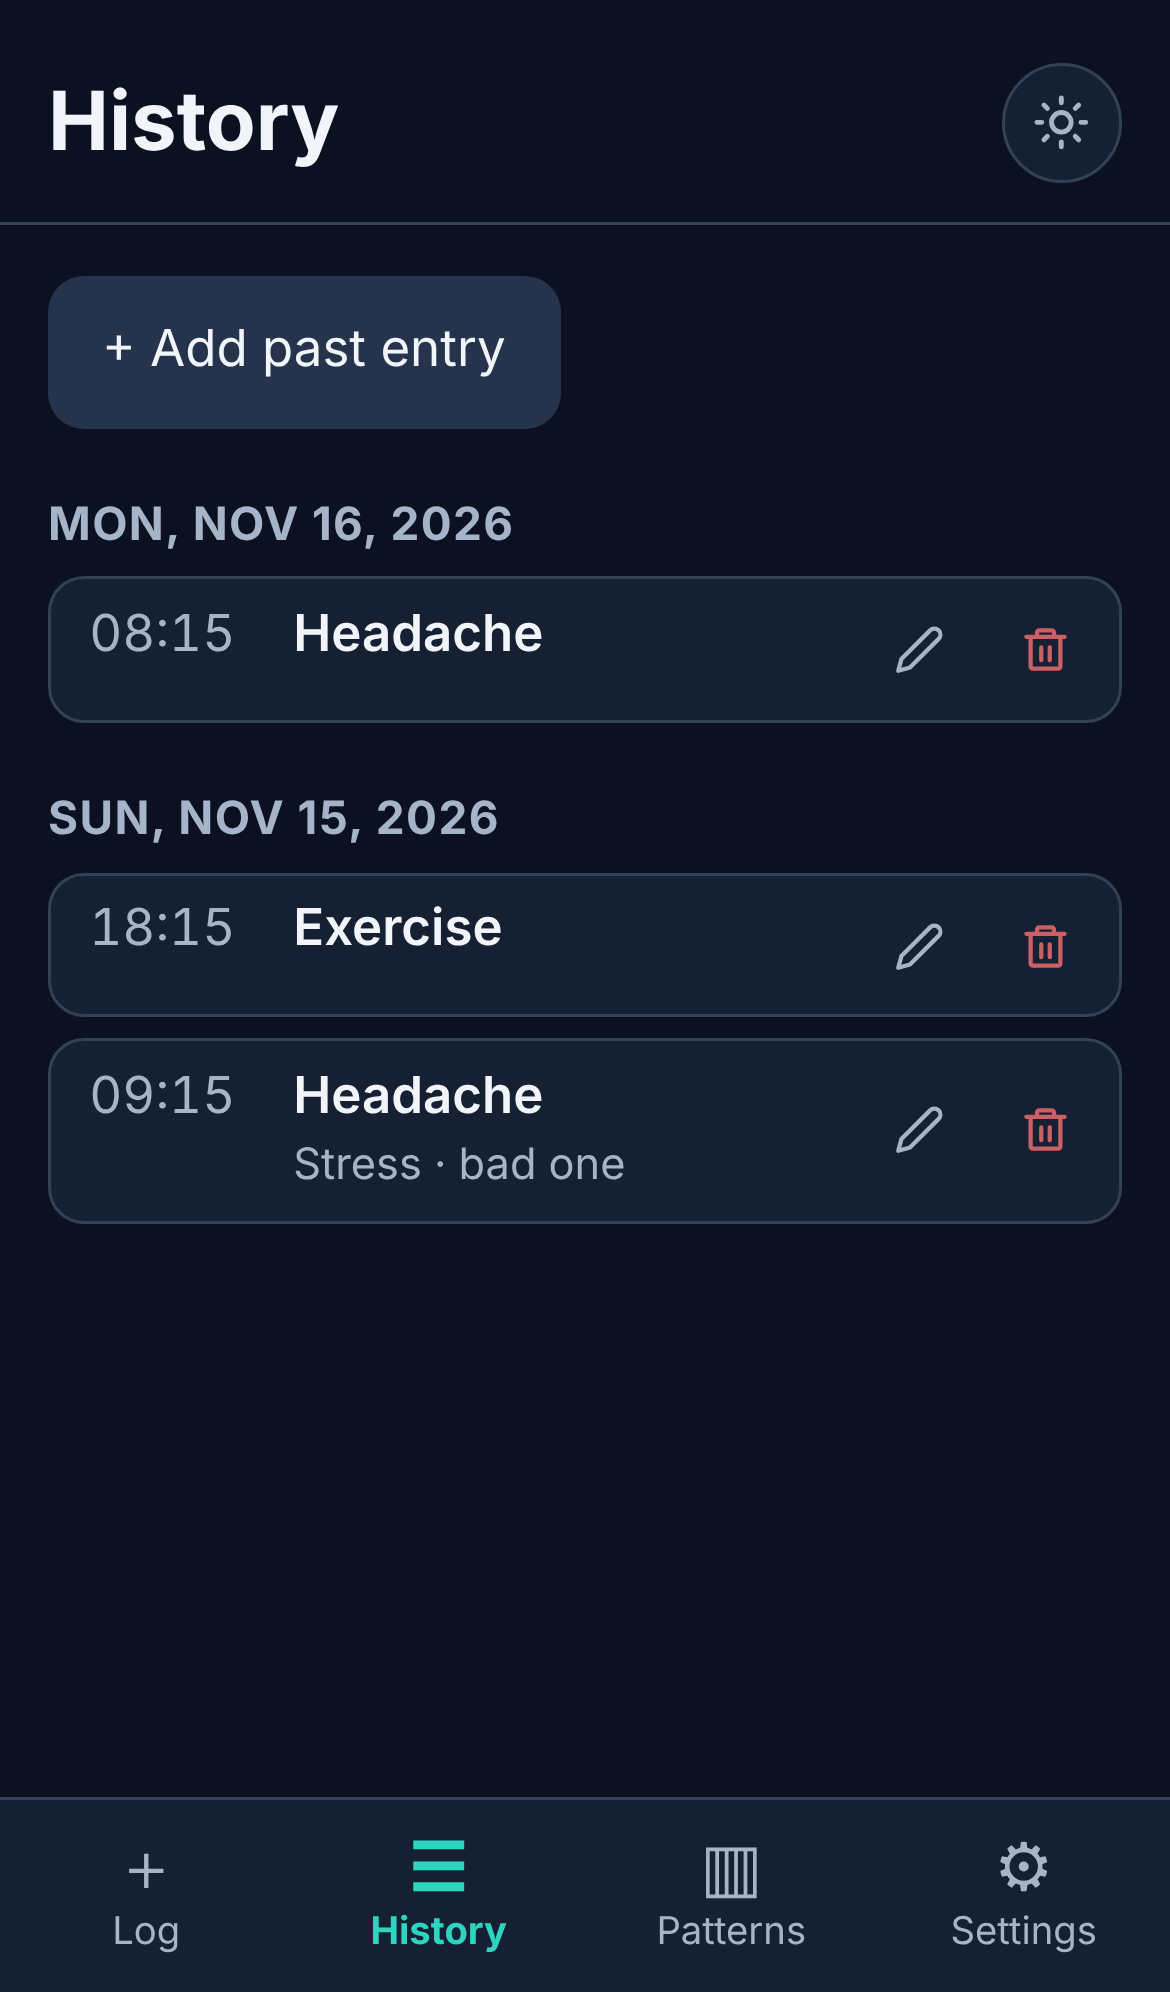 History
+ Add past entry
MON, NOV 16, 2026
08:15 Headache
SUN, NOV 15, 2026
18:15 Exercise
09:15 Headache
Stress · bad one
Log History Patterns Settings